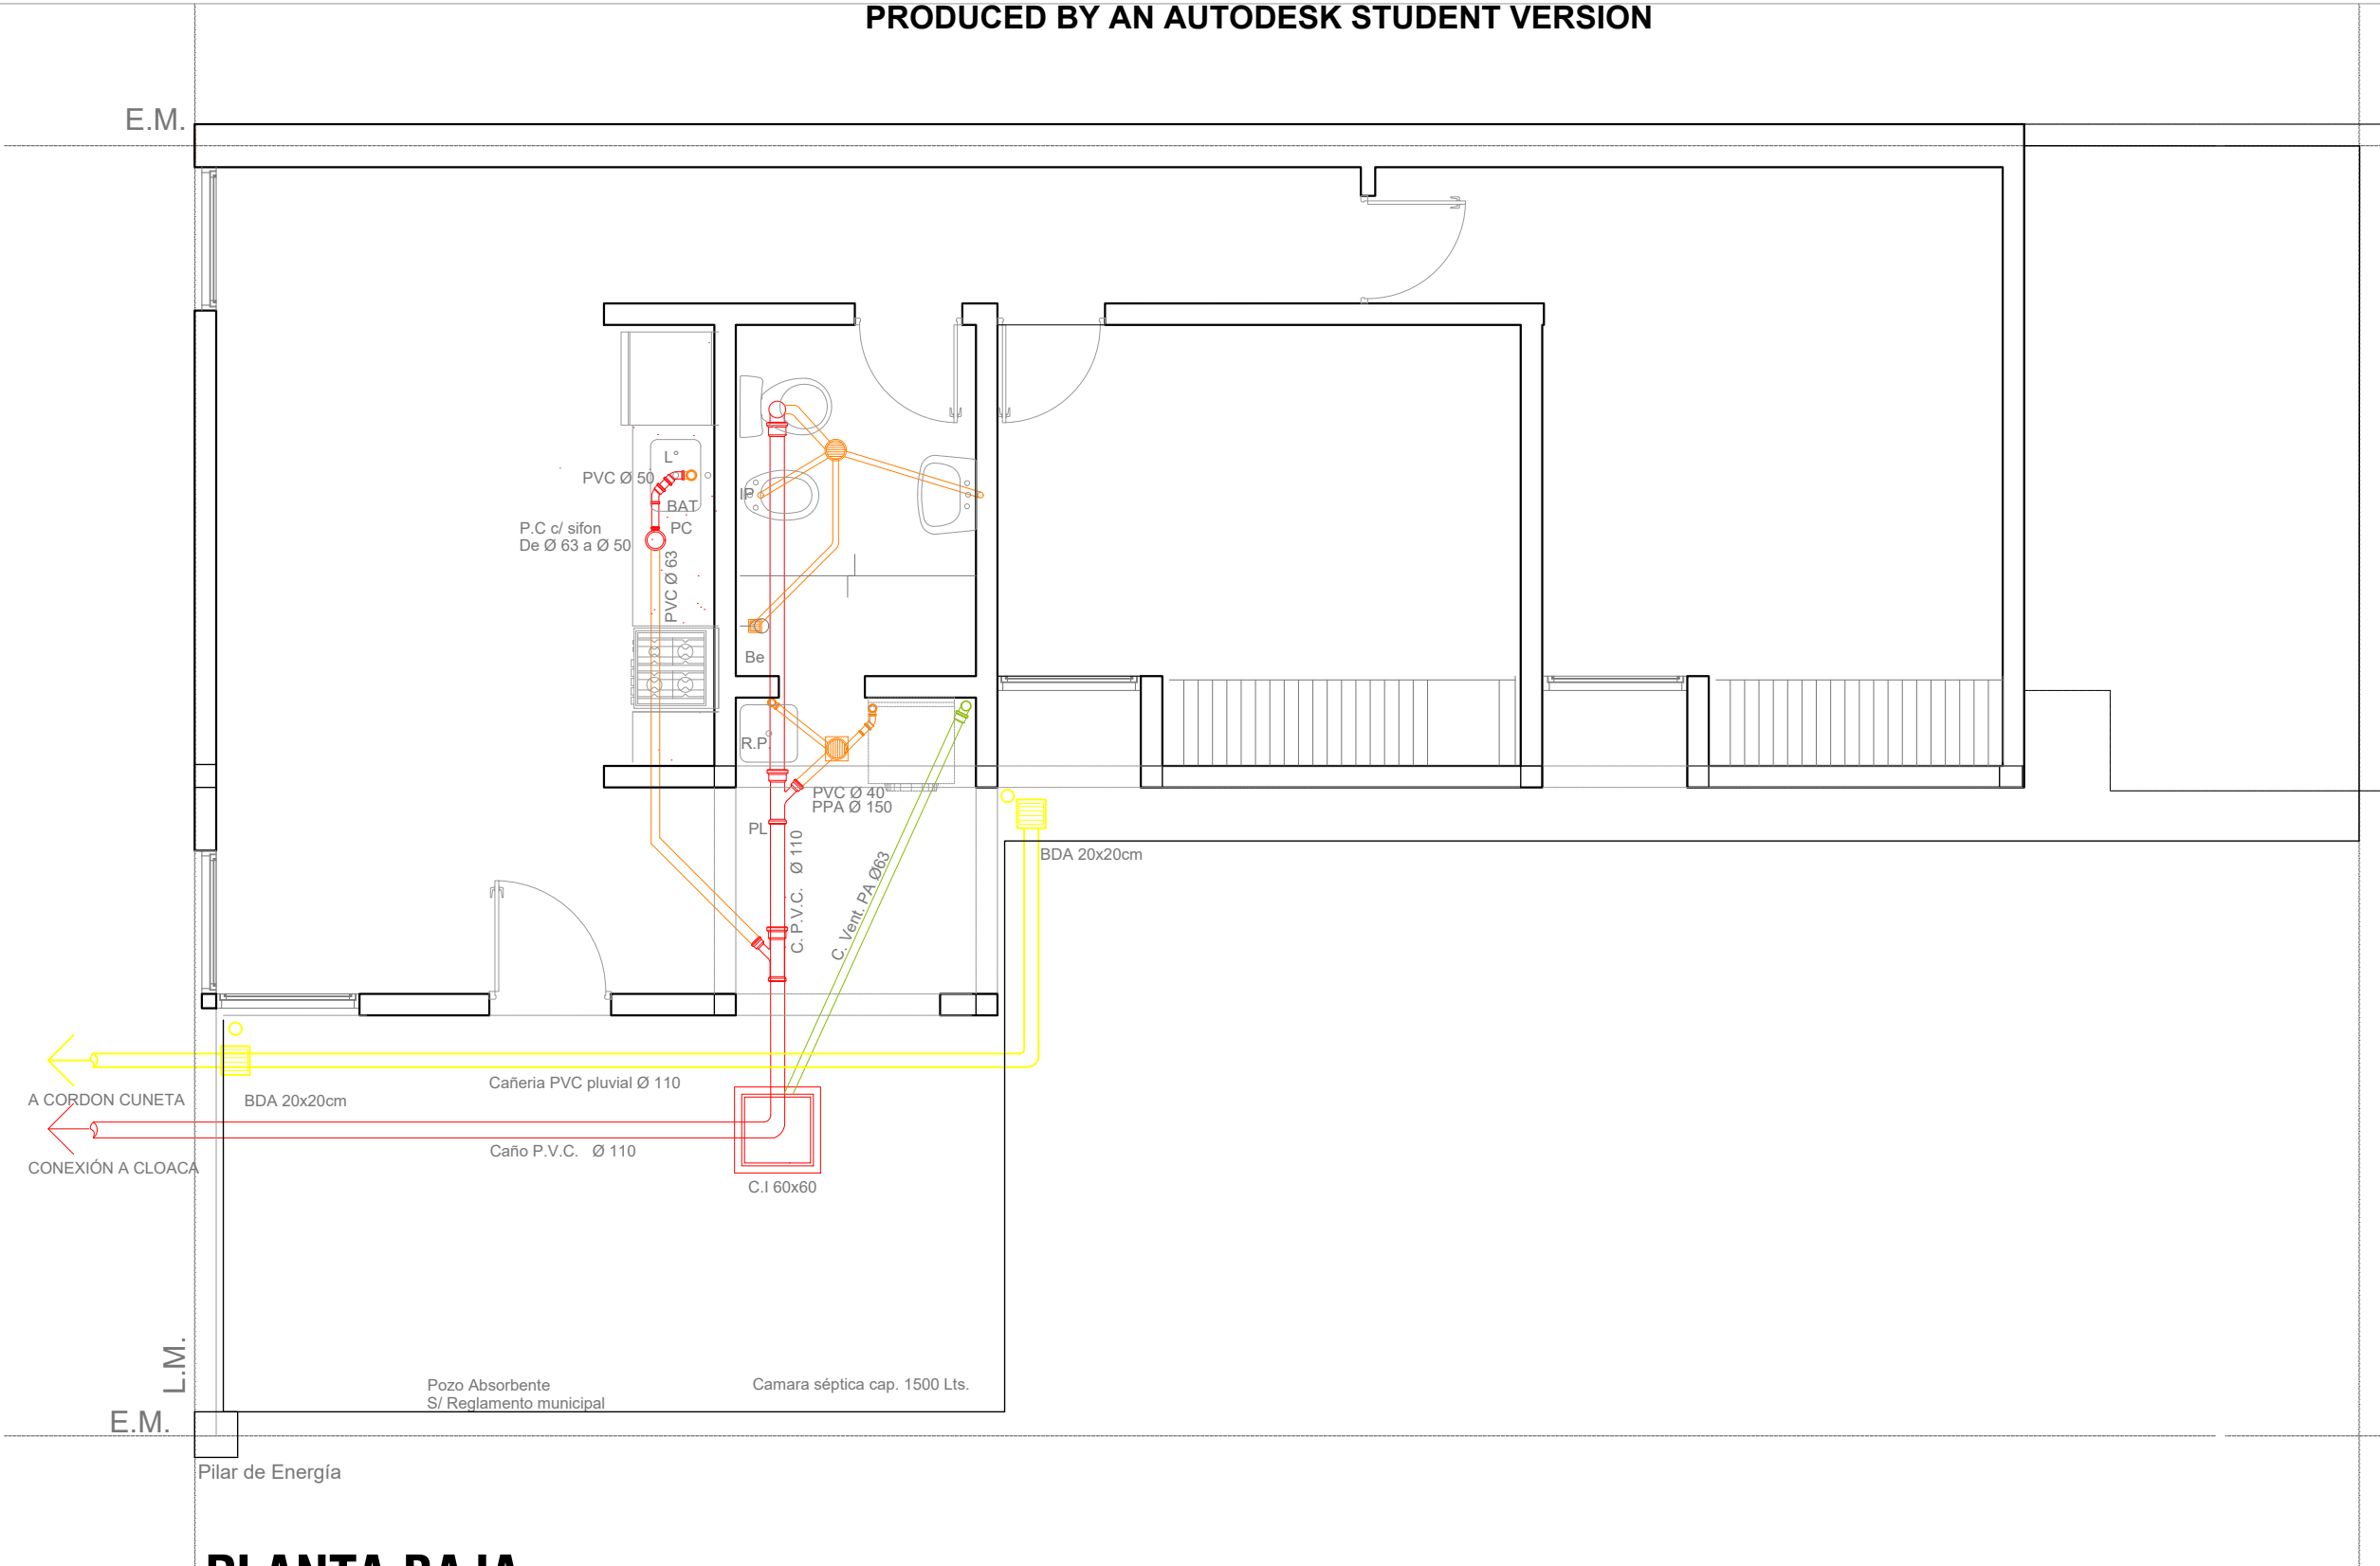 PRODUCED BY AN AUTODESK STUDENT VERSION
E.M.
L°
PVC Ø 50
IP
BAT
P.C c/ sifon
De Ø 63 a Ø 50
PC
PVC Ø 63
Be
R.P.
PVC Ø 40
PPA Ø 150
PL
C. P.V.C. Ø 110
C. Vent. PA Ø63
BDA 20x20cm
Cañeria PVC pluvial Ø 110
A CORDON CUNETA
BDA 20x20cm
Caño P.V.C. Ø 110
CONEXIÓN A CLOACA
C.I 60x60
L.M.
Pozo Absorbente
S/ Reglamento municipal
Camara séptica cap. 1500 Lts.
E.M.
Pilar de Energía
PLANTA BAJA